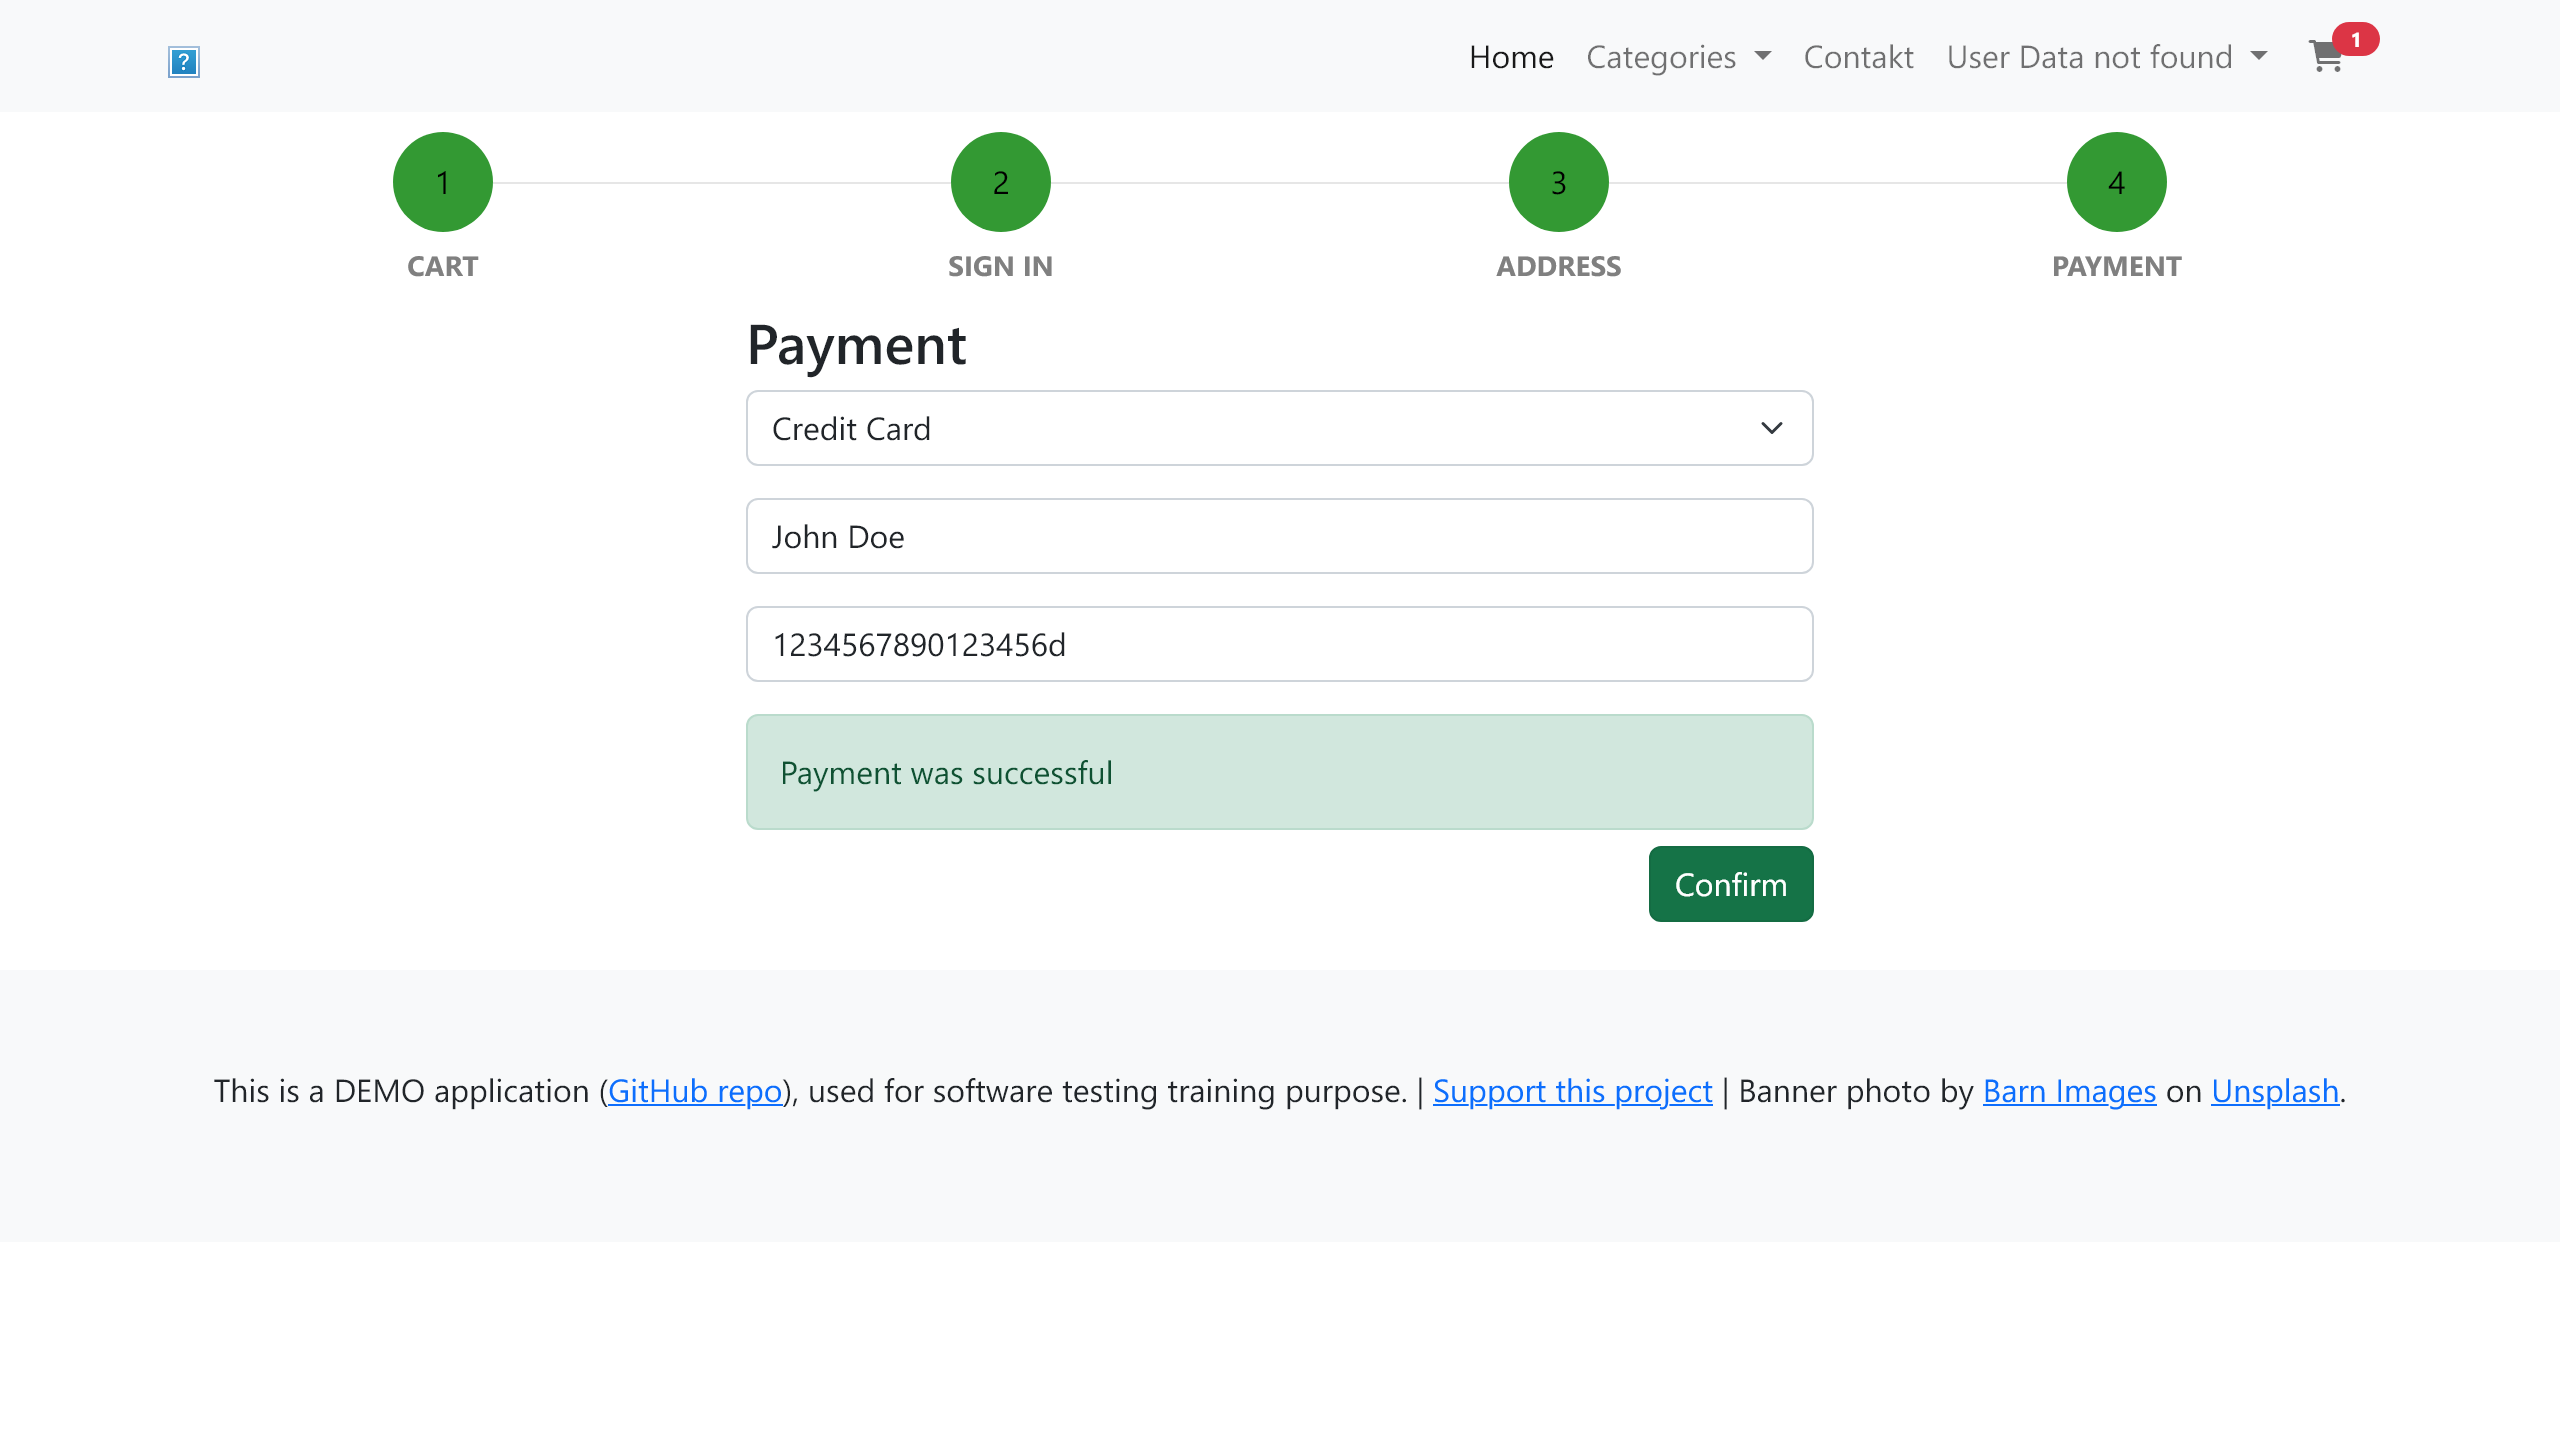 ?
Home Categories Contakt User Data not found 1
1 2 3 4
CART SIGN IN ADDRESS PAYMENT
Payment
Credit Card
John Doe
1234567890123456d
Payment was successful
Confirm
This is a DEMO application (GitHub repo), used for software testing training purpose. | Support this project | Banner photo by Barn Images on Unsplash.